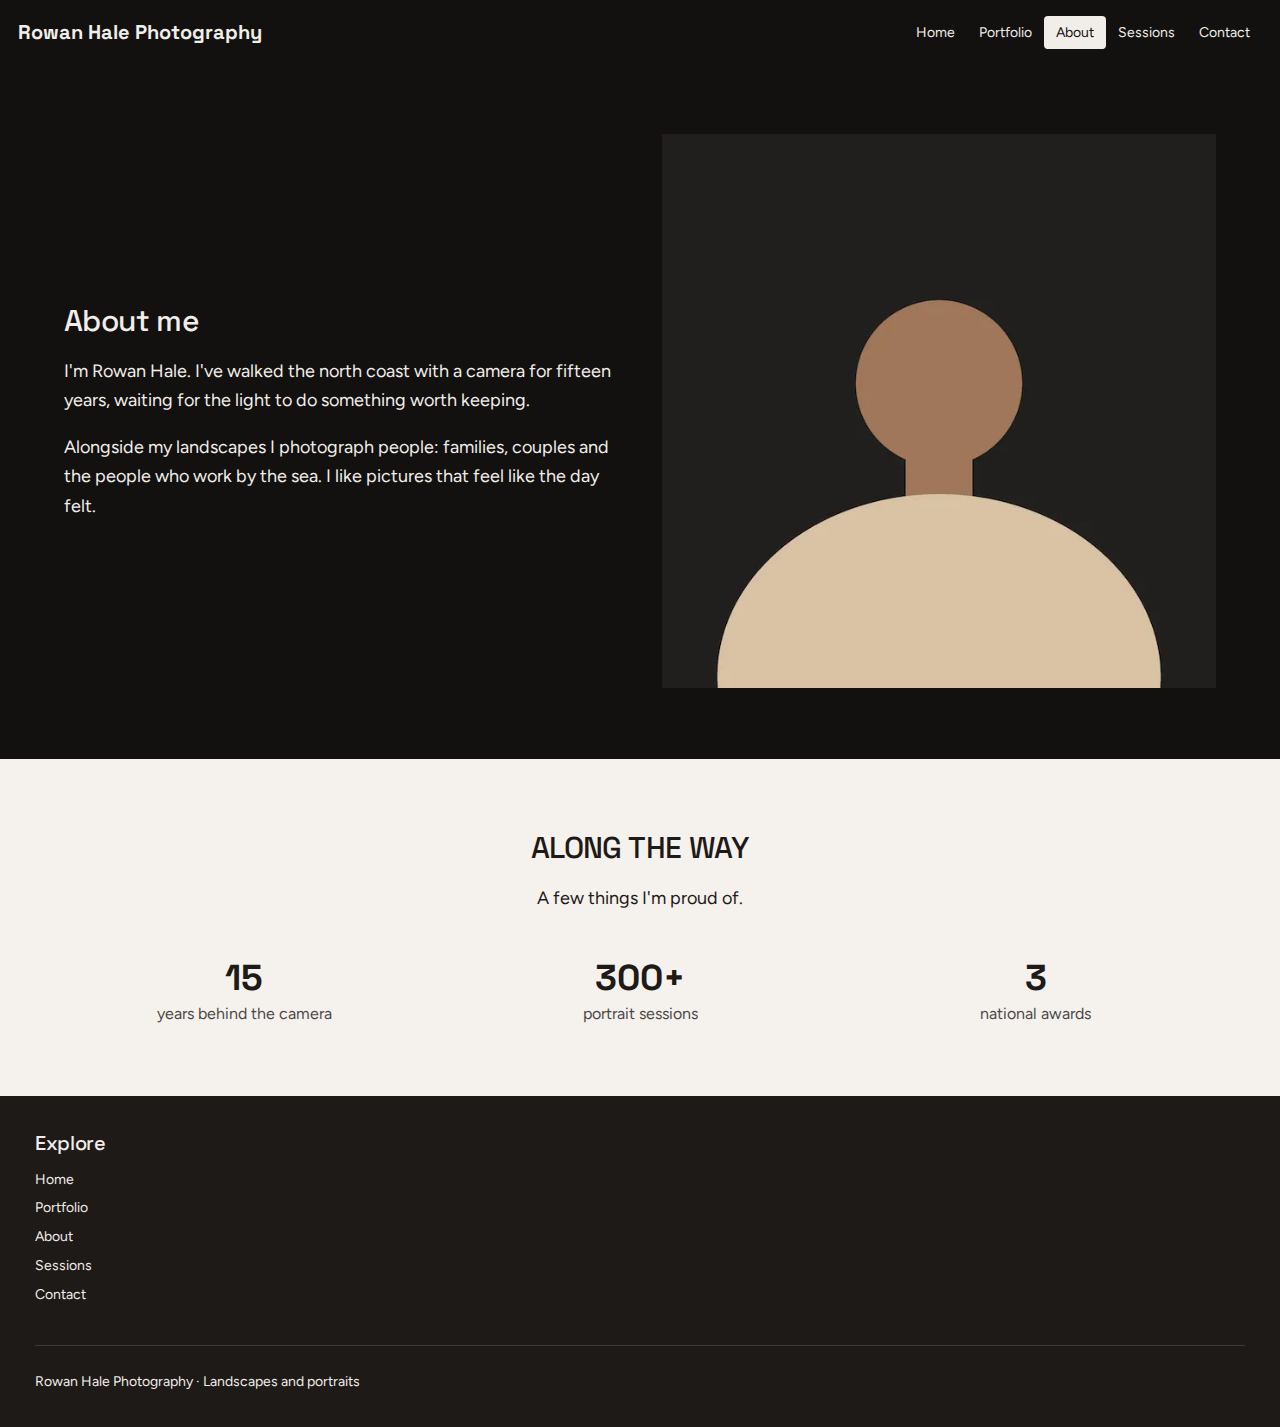 Rowan Hale Photography
Home Portfolio About Sessions Contact
About me
I'm Rowan Hale. I've walked the north coast with a camera for fifteen
years, waiting for the light to do something worth keeping.
Alongside my landscapes I photograph people: families, couples and
the people who work by the sea. I like pictures that feel like the day
felt.
ALONG THE WAY
A few things I'm proud of.
15
years behind the camera
300+
portrait sessions
3
national awards
Explore
Home
Portfolio
About
Sessions
Contact
Rowan Hale Photography · Landscapes and portraits